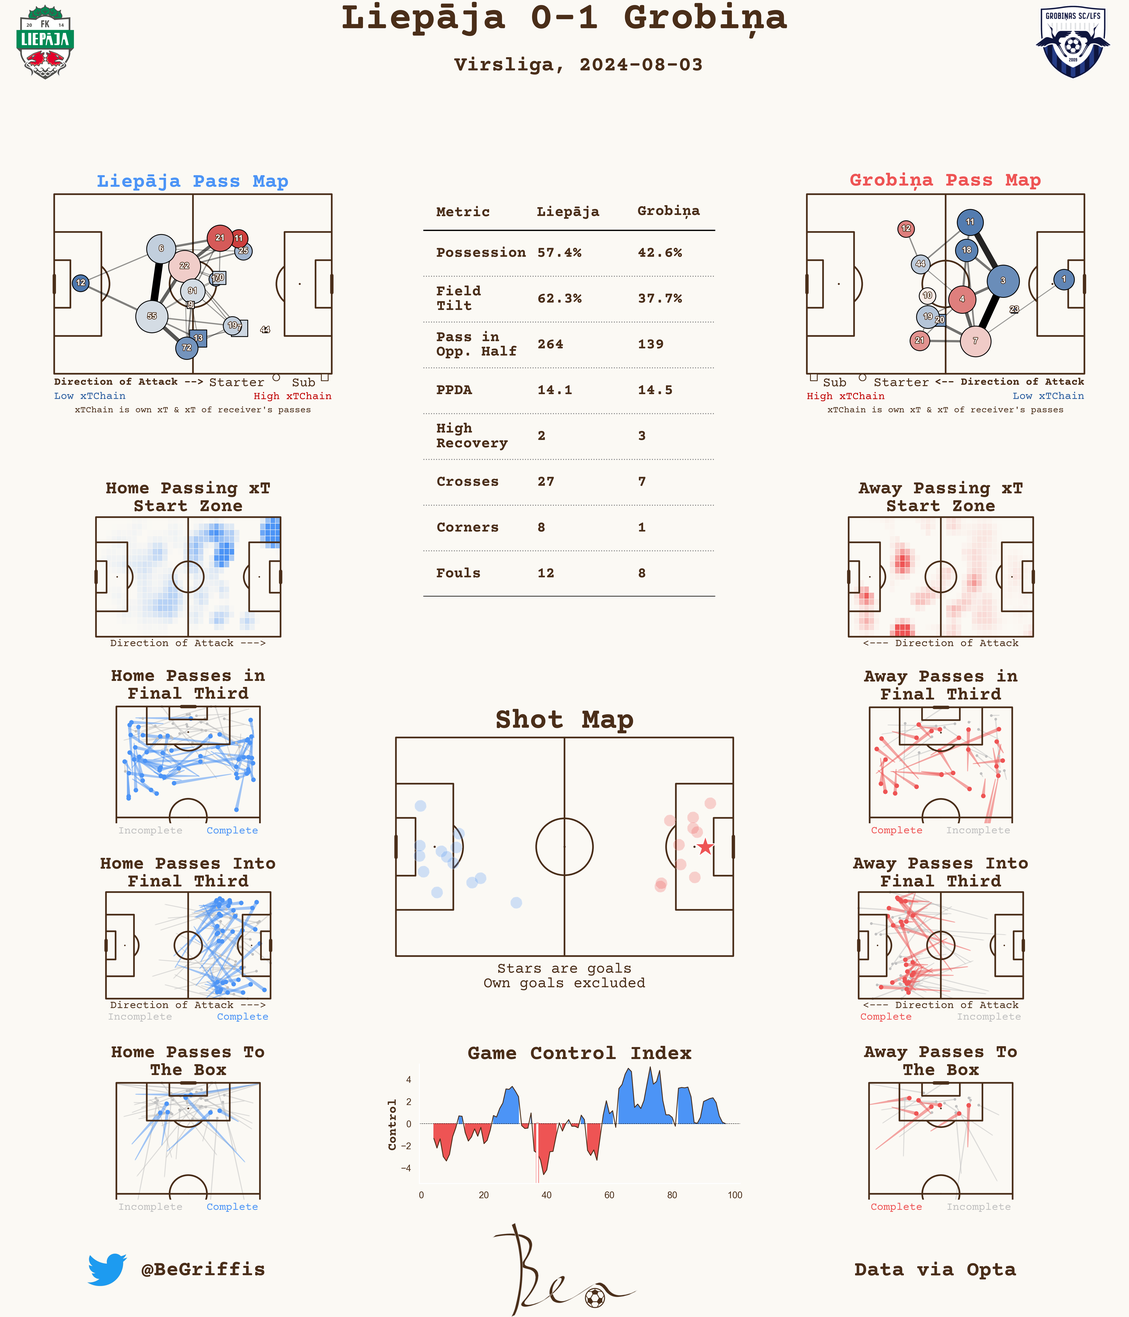 Liepāja 0-1 Grobiņa
Virsliga, 2024-08-03
20 FK 14
LIEPĀJA
GROBIŅAS SC/LFS
2009
Liepāja Pass Map
6
21
11
25
22
12
70
91
55
19
44
13
72
Direction of Attack --> Starter Sub
Low xTChain High xTChain
xTChain is own xT & xT of receiver's passes
Metric Liepāja Grobiņa
Possession 57.4% 42.6%
Field
Tilt 62.3% 37.7%
Pass in
Opp. Half 264 139
PPDA 14.1 14.5
High
Recovery 2 3
Crosses 27 7
Corners 8 1
Fouls 12 8
Grobiņa Pass Map
12
11
18
44
3
1
10
4
23
19
20
21
7
Sub Starter <-- Direction of Attack
High xTChain Low xTChain
xTChain is own xT & xT of receiver's passes
Home Passing xT
Start Zone
Direction of Attack --->
Away Passing xT
Start Zone
<--- Direction of Attack
Home Passes in
Final Third
Incomplete Complete
Away Passes in
Final Third
Complete Incomplete
Shot Map
Stars are goals
Own goals excluded
Home Passes Into
Final Third
Direction of Attack --->
Incomplete Complete
Away Passes Into
Final Third
<--- Direction of Attack
Complete Incomplete
Home Passes To
The Box
Incomplete Complete
Game Control Index
Control
4
2
0
−2
−4
0 20 40 60 80 100
Away Passes To
The Box
Complete Incomplete
@BeGriffis
Bea
Data via Opta